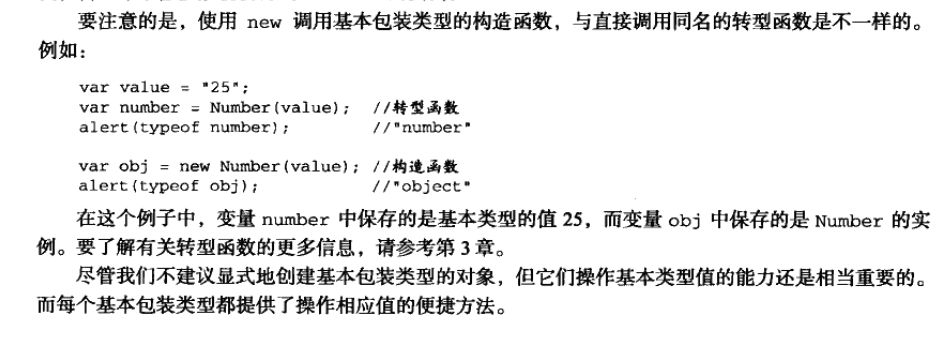 要注意的是，使用 new 调用基本包装类型的构造函数，与直接调用同名的转型函数是不一样的。
例如：
var value = "25";
var number = Number(value); //转型函数
alert(typeof number); //"number"
var obj = new Number(value); //构造函数
alert(typeof obj); //"object"
在这个例子中，变量 number 中保存的是基本类型的值 25，而变量 obj 中保存的是 Number 的实
例。要了解有关转型函数的更多信息，请参考第 3 章。
尽管我们不建议显式地创建基本包装类型的对象，但它们操作基本类型值的能力还是相当重要的。
而每个基本包装类型都提供了操作相应值的便捷方法。